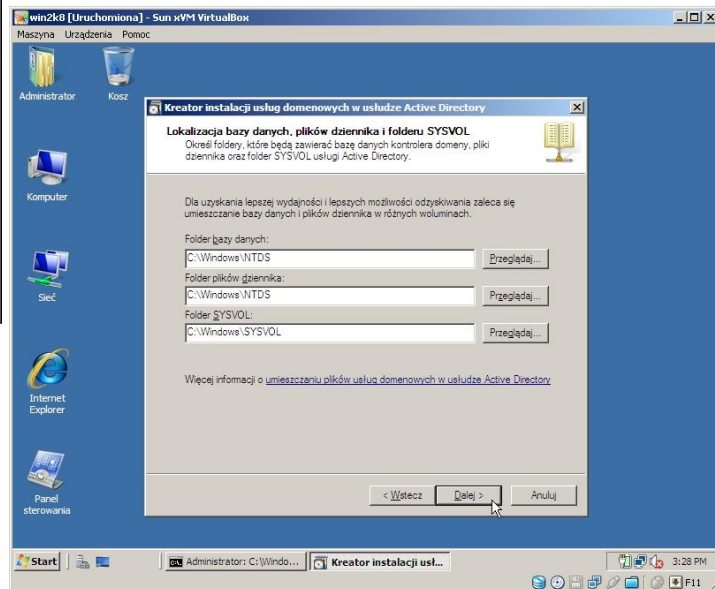 win2k8 [Uruchomiona] - Sun xVM VirtualBox
Maszyna Urządzenia Pomoc
Administrator
Kosz
Komputer
Sieć
Internet
Explorer
Panel
sterowania
Kreator instalacji usług domenowych w usłudze Active Directory
Lokalizacja bazy danych, plików dziennika i folderu SYSVOL
Określ foldery, które będą zawierać bazę danych kontrolera domeny, pliki
dziennika oraz folder SYSVOL usługi Active Directory.
Dla uzyskania lepszej wydajności i lepszych możliwości odzyskiwania zaleca się
umieszczanie bazy danych i plików dziennika w różnych woluminach.
Folder bazy danych:
C:\Windows\NTDS
Przeglądaj...
Folder plików dziennika:
C:\Windows\NTDS
Przeglądaj...
Folder SYSVOL:
C:\Windows\SYSVOL
Przeglądaj...
Więcej informacji o umieszczaniu plików usług domenowych w usłudze Active Directory
< Wstecz
Dalej >
Anuluj
Start
Administrator: C:\Windo...
Kreator instalacji usł...
3:28 PM
F11